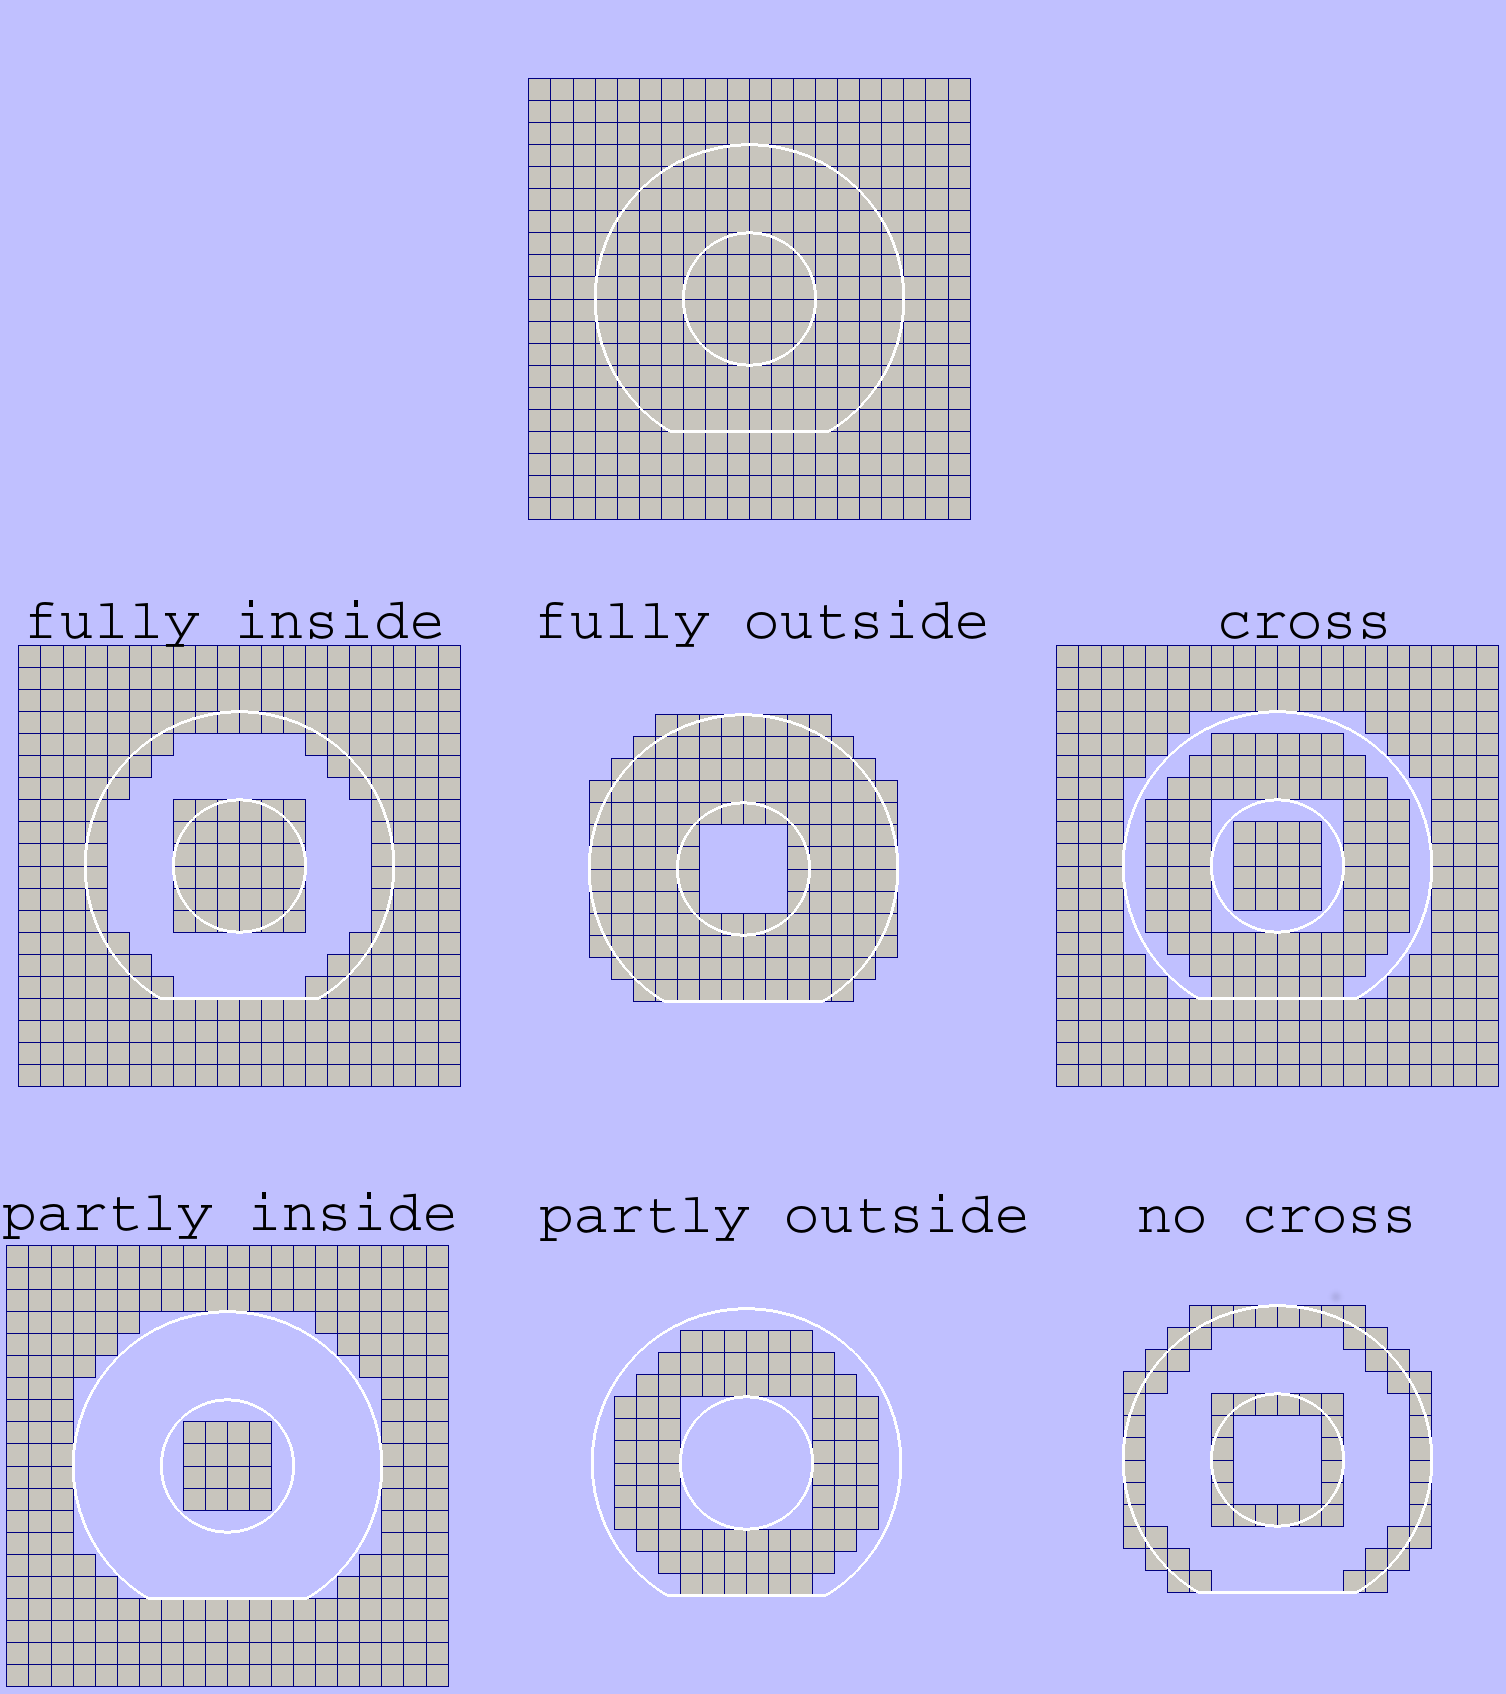 fully inside
fully outside
cross
partly inside
partly outside
no cross